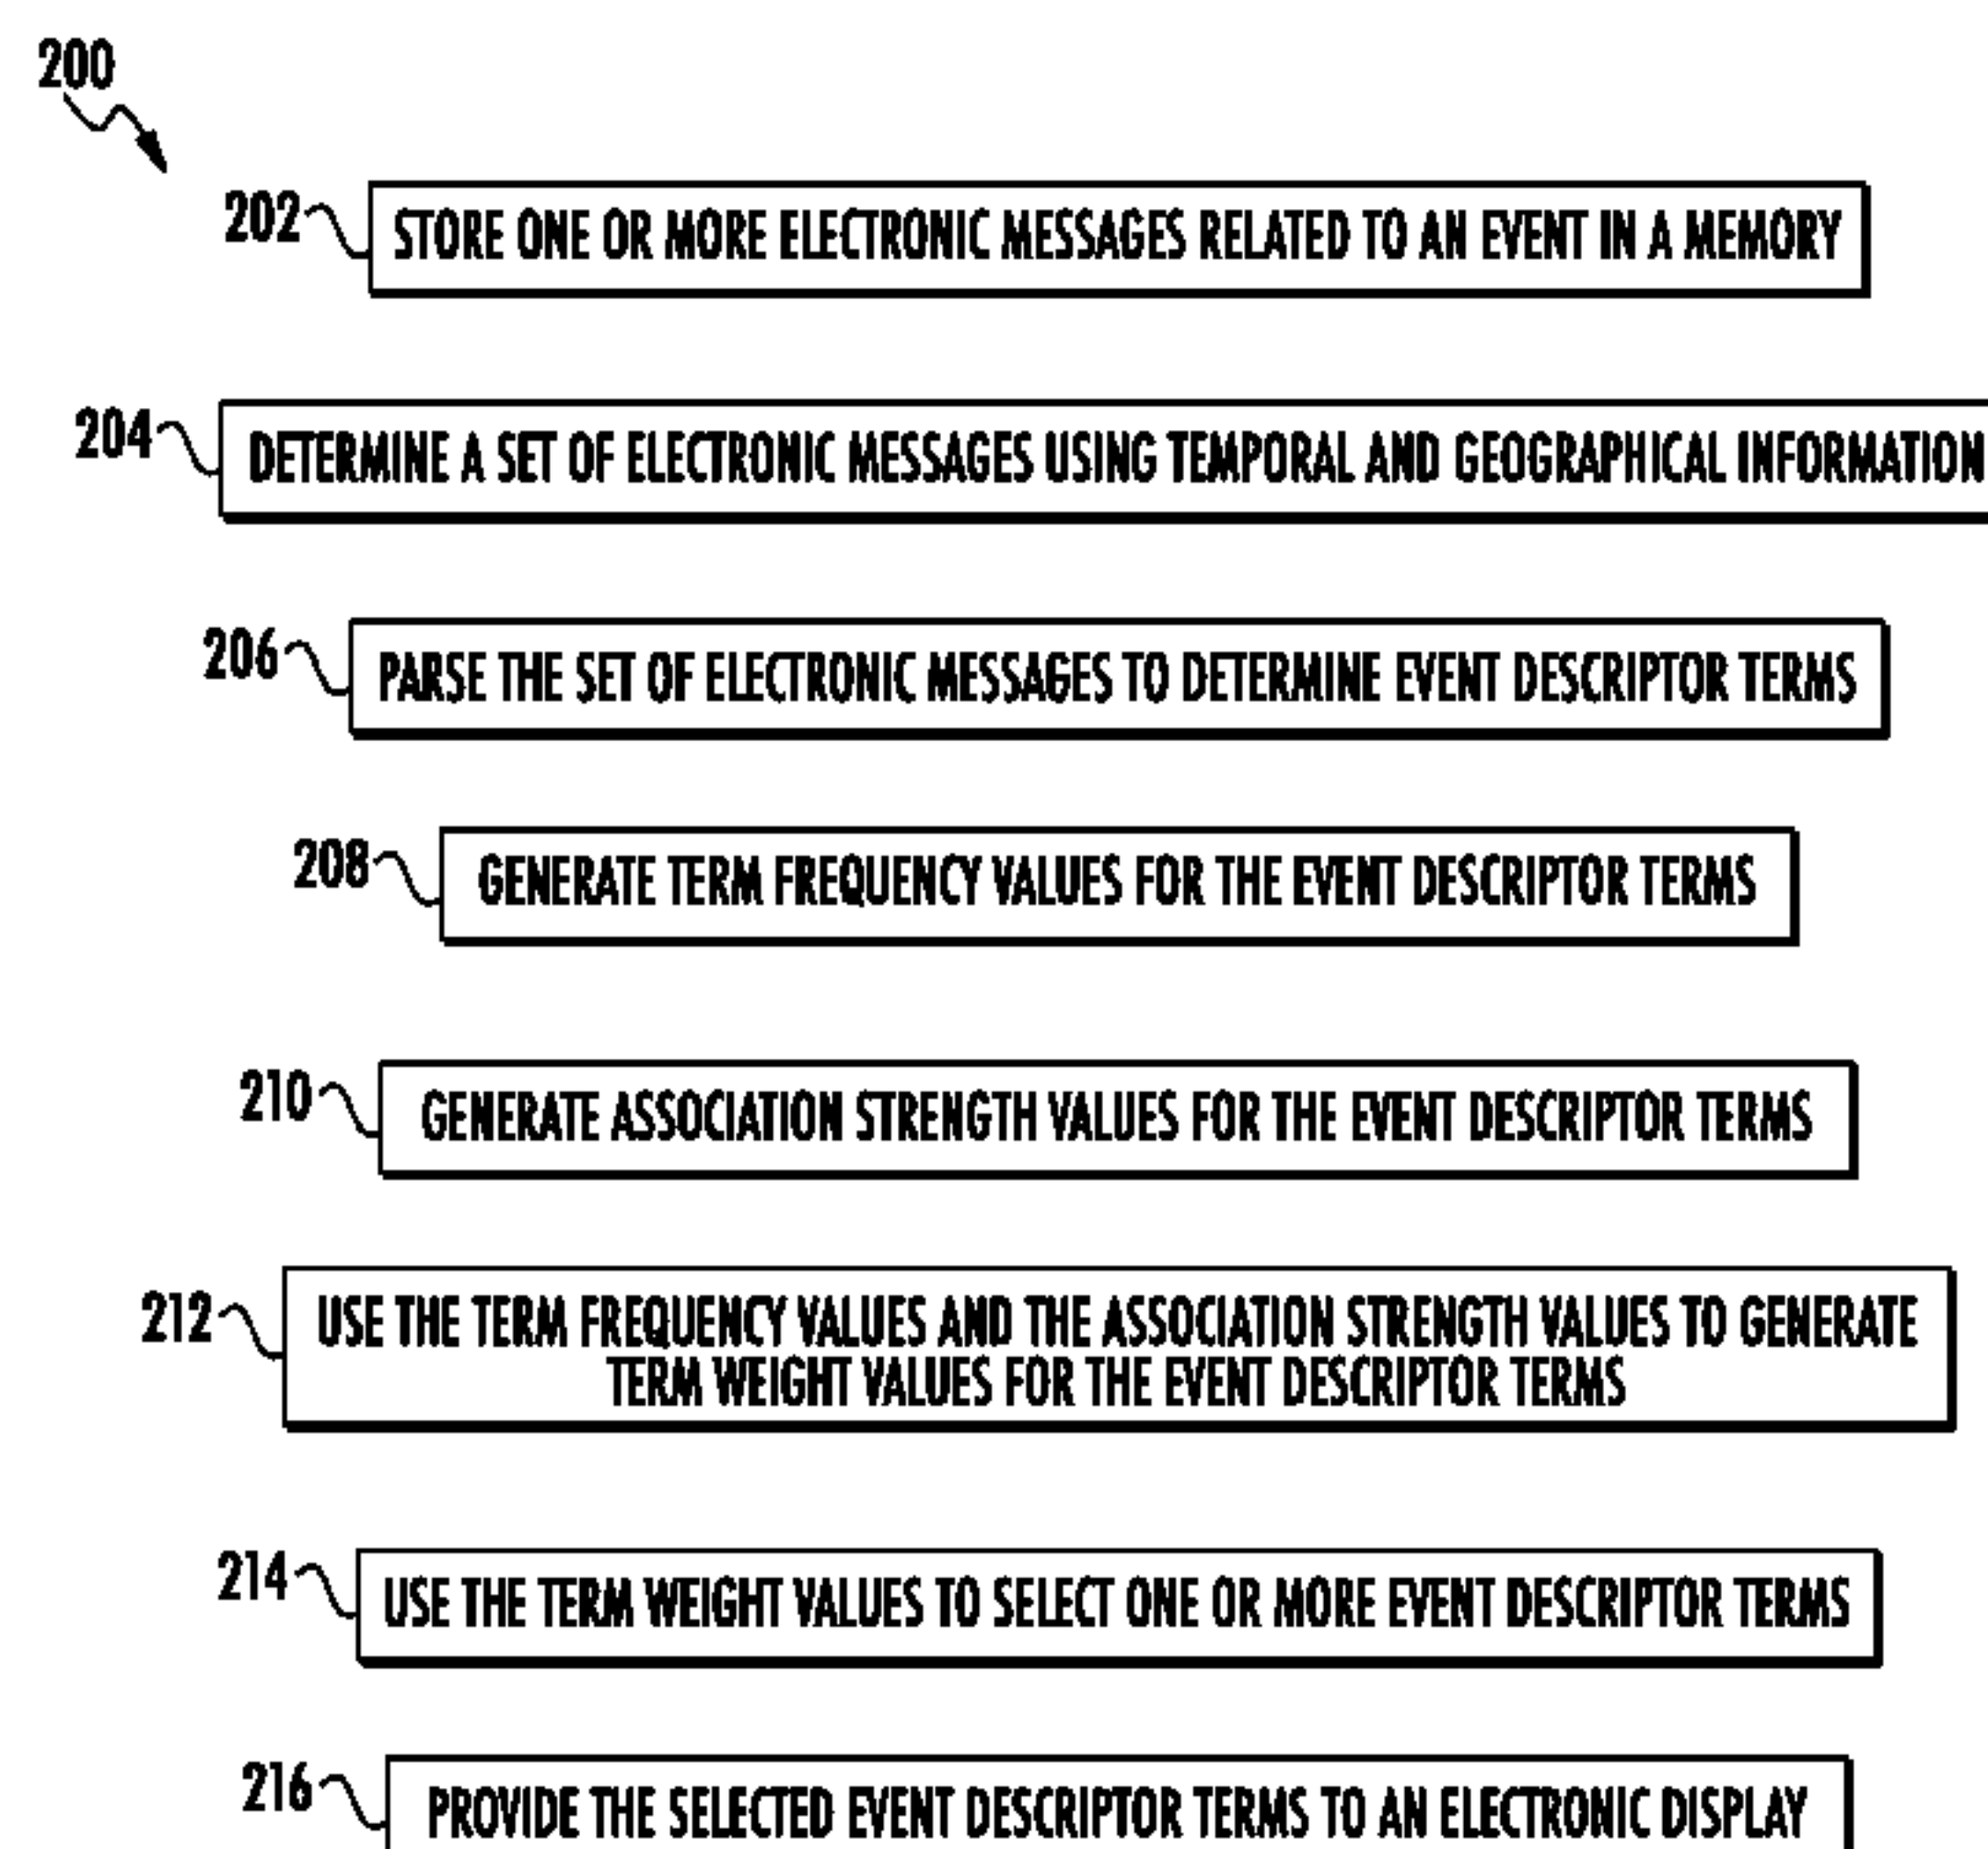 200
202 STORE ONE OR MORE ELECTRONIC MESSAGES RELATED TO AN EVENT IN A MEMORY
204 DETERMINE A SET OF ELECTRONIC MESSAGES USING TEMPORAL AND GEOGRAPHICAL INFORMATION
206 PARSE THE SET OF ELECTRONIC MESSAGES TO DETERMINE EVENT DESCRIPTOR TERMS
208 GENERATE TERM FREQUENCY VALUES FOR THE EVENT DESCRIPTOR TERMS
210 GENERATE ASSOCIATION STRENGTH VALUES FOR THE EVENT DESCRIPTOR TERMS
212 USE THE TERM FREQUENCY VALUES AND THE ASSOCIATION STRENGTH VALUES TO GENERATE
TERM WEIGHT VALUES FOR THE EVENT DESCRIPTOR TERMS
214 USE THE TERM WEIGHT VALUES TO SELECT ONE OR MORE EVENT DESCRIPTOR TERMS
216 PROVIDE THE SELECTED EVENT DESCRIPTOR TERMS TO AN ELECTRONIC DISPLAY